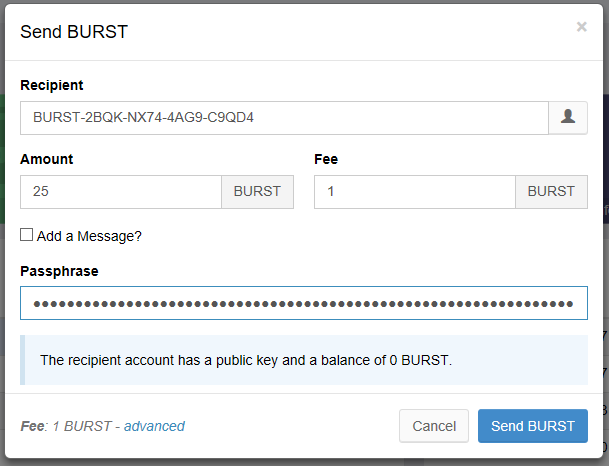 Send BURST
×
Recipient
BURST-2BQK-NX74-4AG9-C9QD4
Amount
Fee
25 BURST
1 BURST
Add a Message?
Passphrase
The recipient account has a public key and a balance of 0 BURST.
Fee: 1 BURST - advanced
Cancel
Send BURST